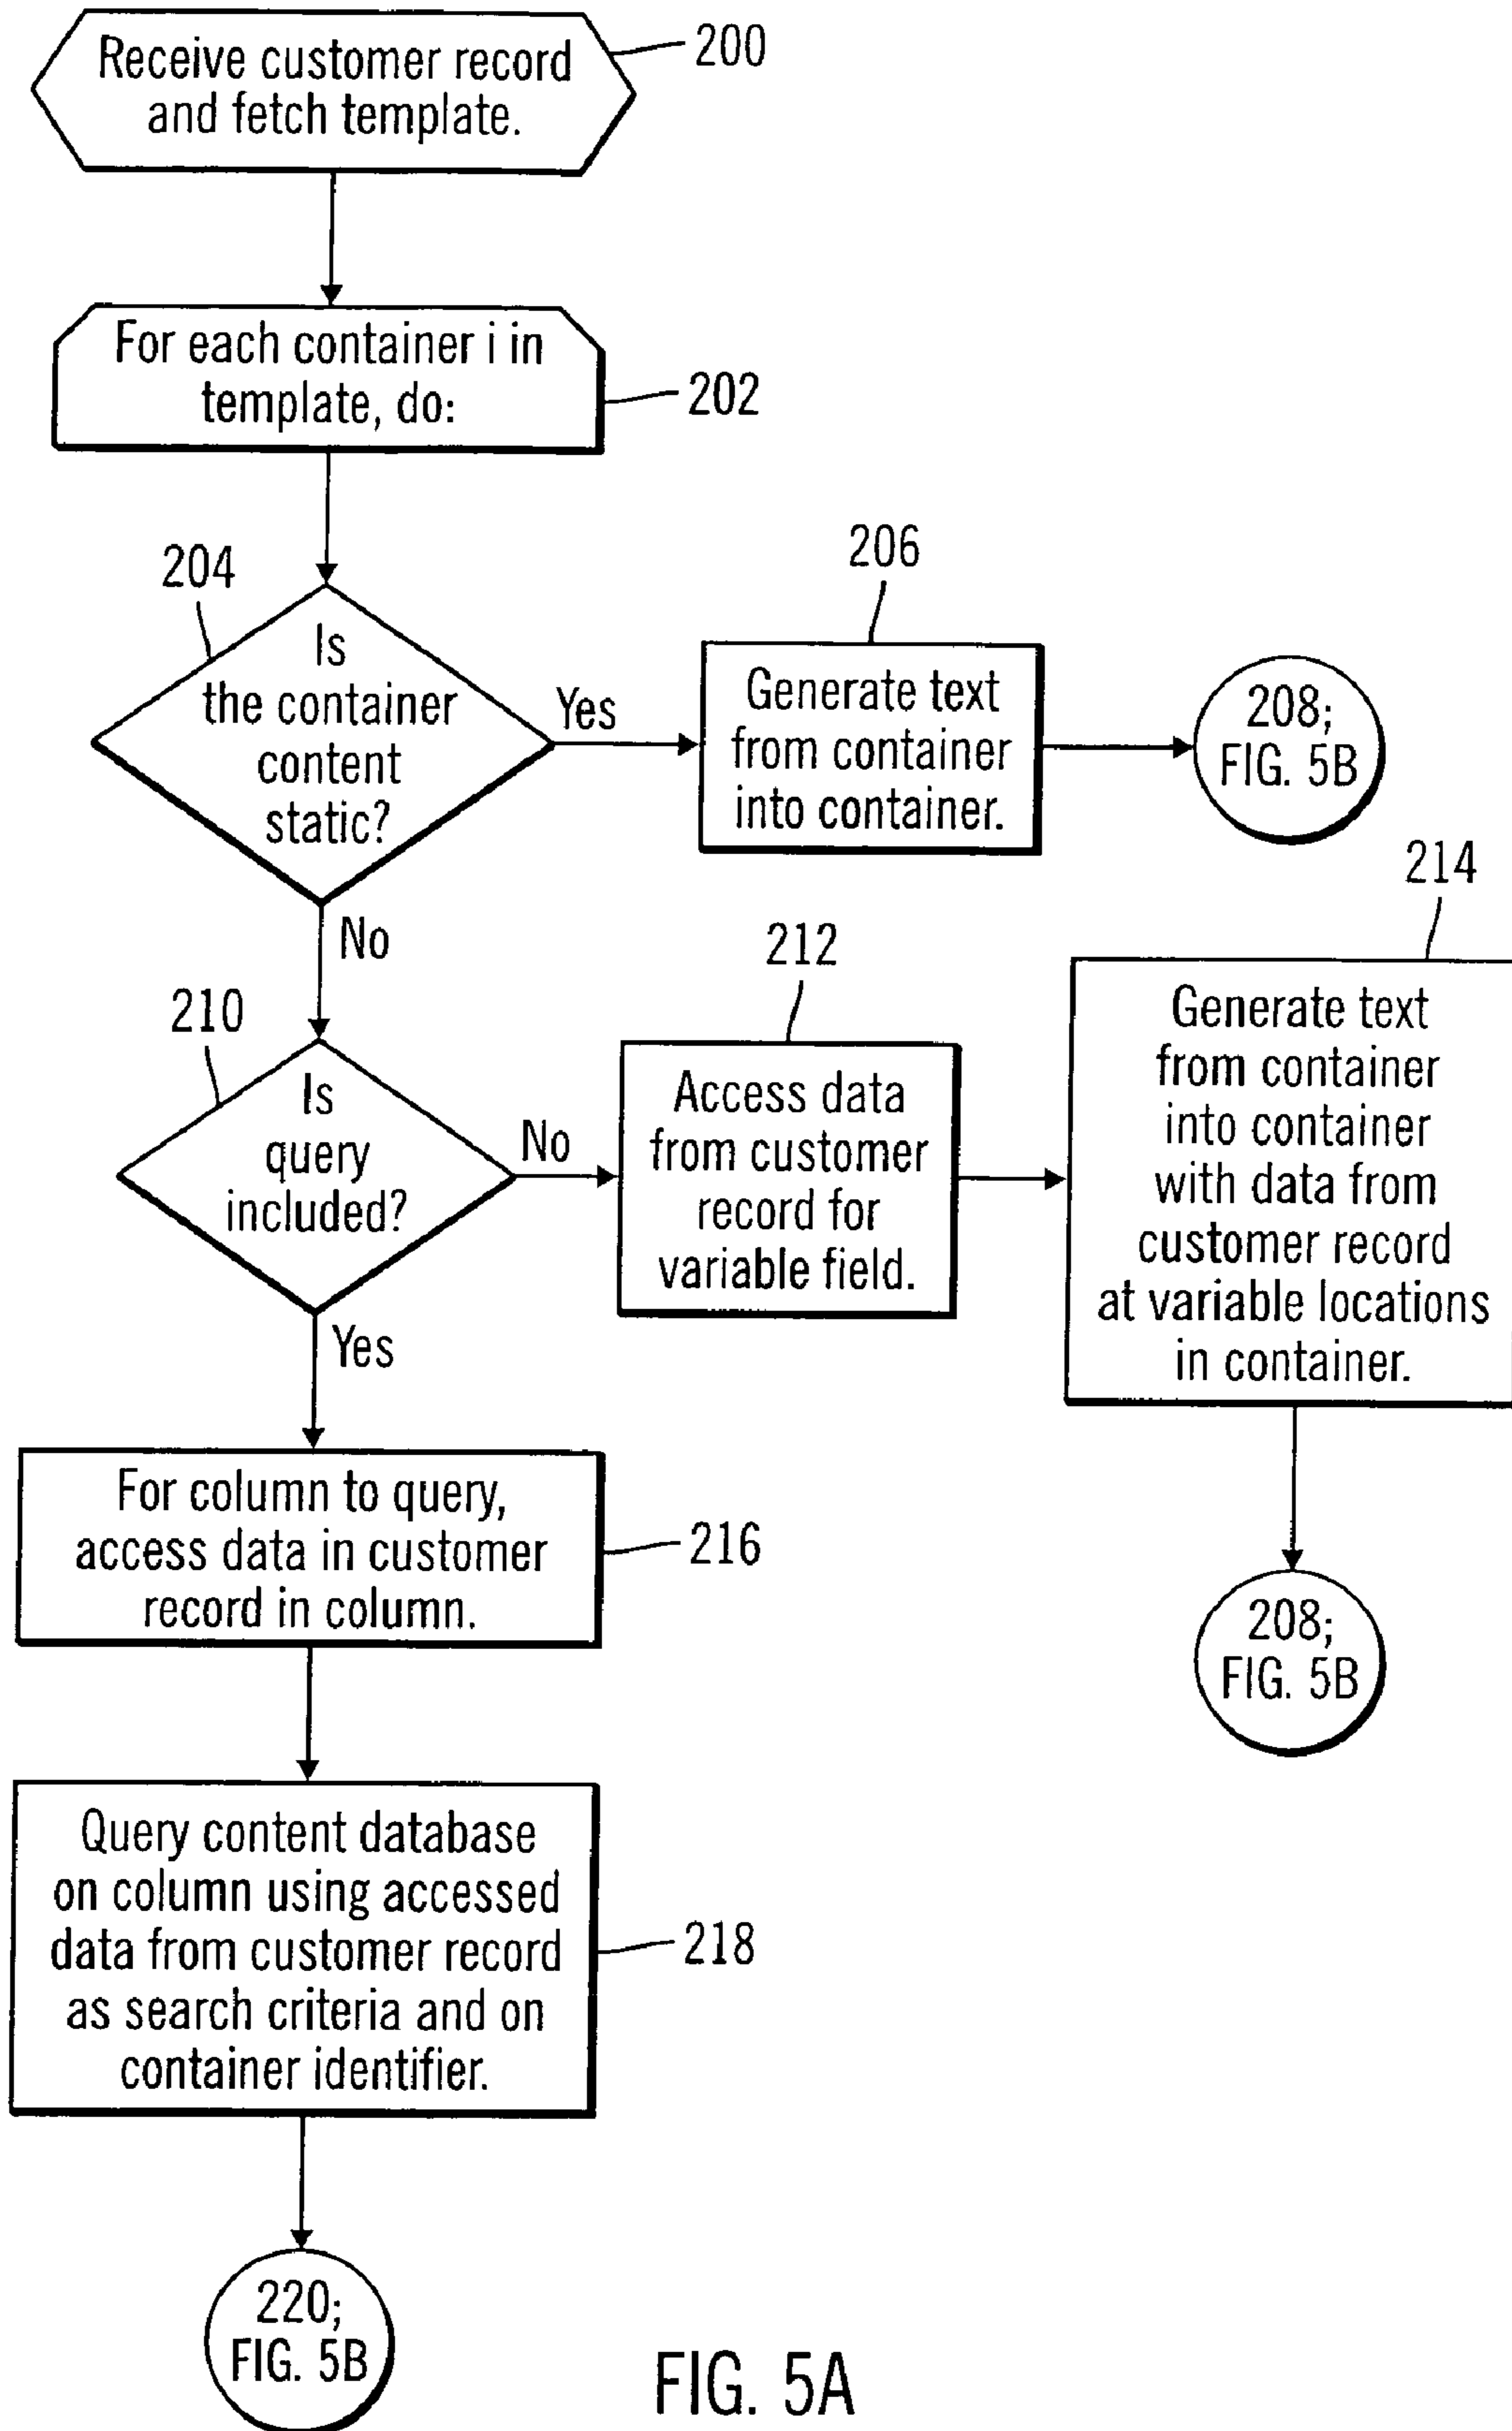 Receive customer record
and fetch template.
200
For each container i in
template, do:
202
204
Is
the container
content
static?
Yes
No
206
Generate text
from container
into container.
208;
FIG. 5B
210
Is
query
included?
No
Yes
212
Access data
from customer
record for
variable field.
214
Generate text
from container
into container
with data from
customer record
at variable locations
in container.
208;
FIG. 5B
For column to query,
access data in customer
record in column.
216
Query content database
on column using accessed
data from customer record
as search criteria and on
container identifier.
218
220;
FIG. 5B
FIG. 5A